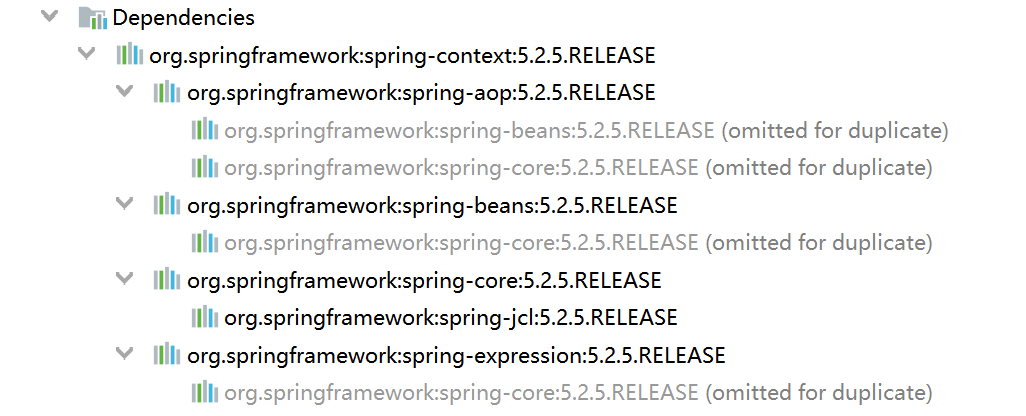 Dependencies
org.springframework:spring-context:5.2.5.RELEASE
org.springframework:spring-aop:5.2.5.RELEASE
org.springframework:spring-beans:5.2.5.RELEASE (omitted for duplicate)
org.springframework:spring-core:5.2.5.RELEASE (omitted for duplicate)
org.springframework:spring-beans:5.2.5.RELEASE
org.springframework:spring-core:5.2.5.RELEASE (omitted for duplicate)
org.springframework:spring-core:5.2.5.RELEASE
org.springframework:spring-jcl:5.2.5.RELEASE
org.springframework:spring-expression:5.2.5.RELEASE
org.springframework:spring-core:5.2.5.RELEASE (omitted for duplicate)